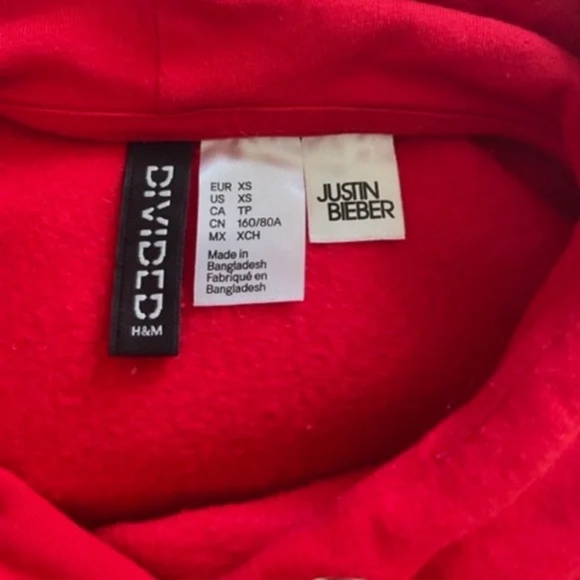 DIVIDED
H&M
EUR XS
US XS
CA TP
CN 160/80A
MX XCH
Made in
Bangladesh
Fabriqué en
Bangladesh
JUSTIN
BIEBER